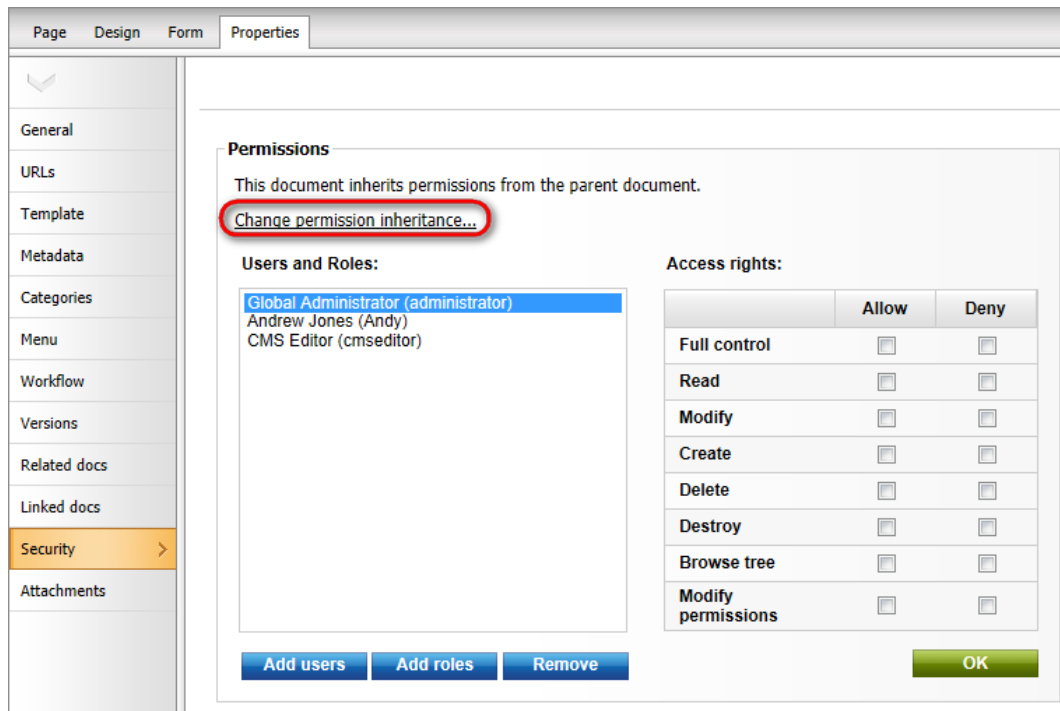 Page Design Form Properties
General
URLs
Template
Metadata
Categories
Menu
Workflow
Versions
Related docs
Linked docs
Security
Attachments
Permissions
This document inherits permissions from the parent document.
Change permission inheritance...
Users and Roles:
Global Administrator (administrator)
Andrew Jones (Andy)
CMS Editor (cmseditor)
Add users Add roles Remove
Access rights:
Allow Deny
Full control
Read
Modify
Create
Delete
Destroy
Browse tree
Modify
permissions
OK